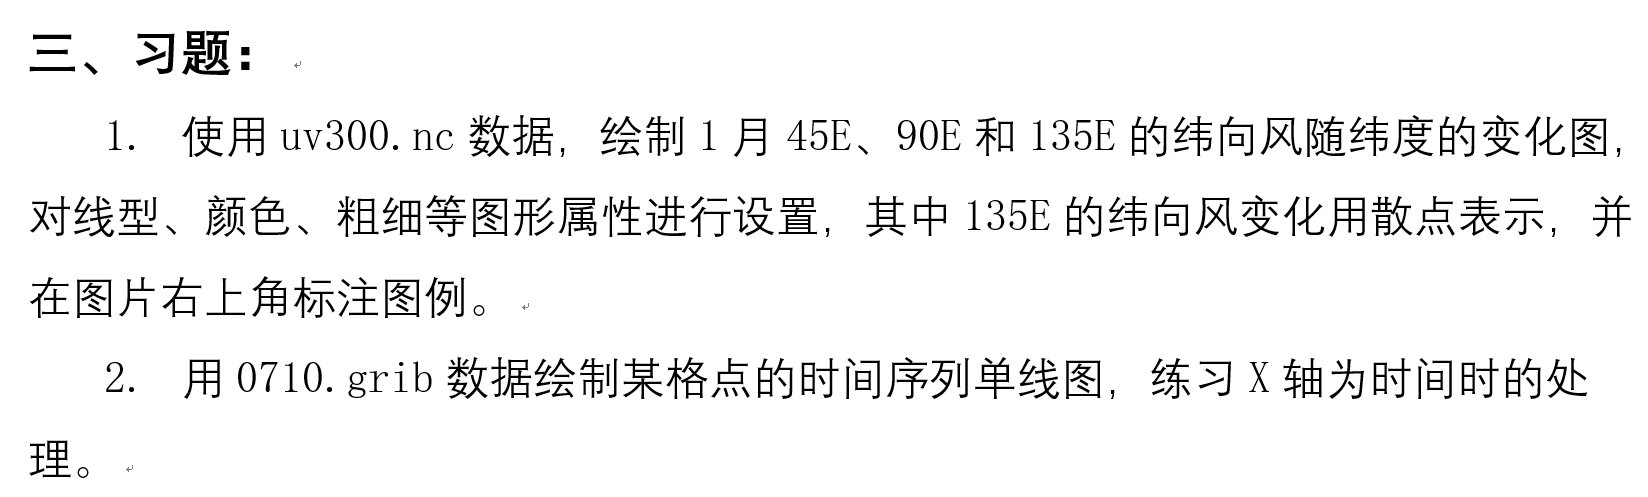 三、习题：
1. 使用 uv300.nc 数据，绘制 1 月 45E、90E 和 135E 的纬向风随纬度的变化图，
对线型、颜色、粗细等图形属性进行设置，其中 135E 的纬向风变化用散点表示，并
在图片右上角标注图例。
2. 用 0710.grib 数据绘制某格点的时间序列单线图，练习 X 轴为时间时的处
理。